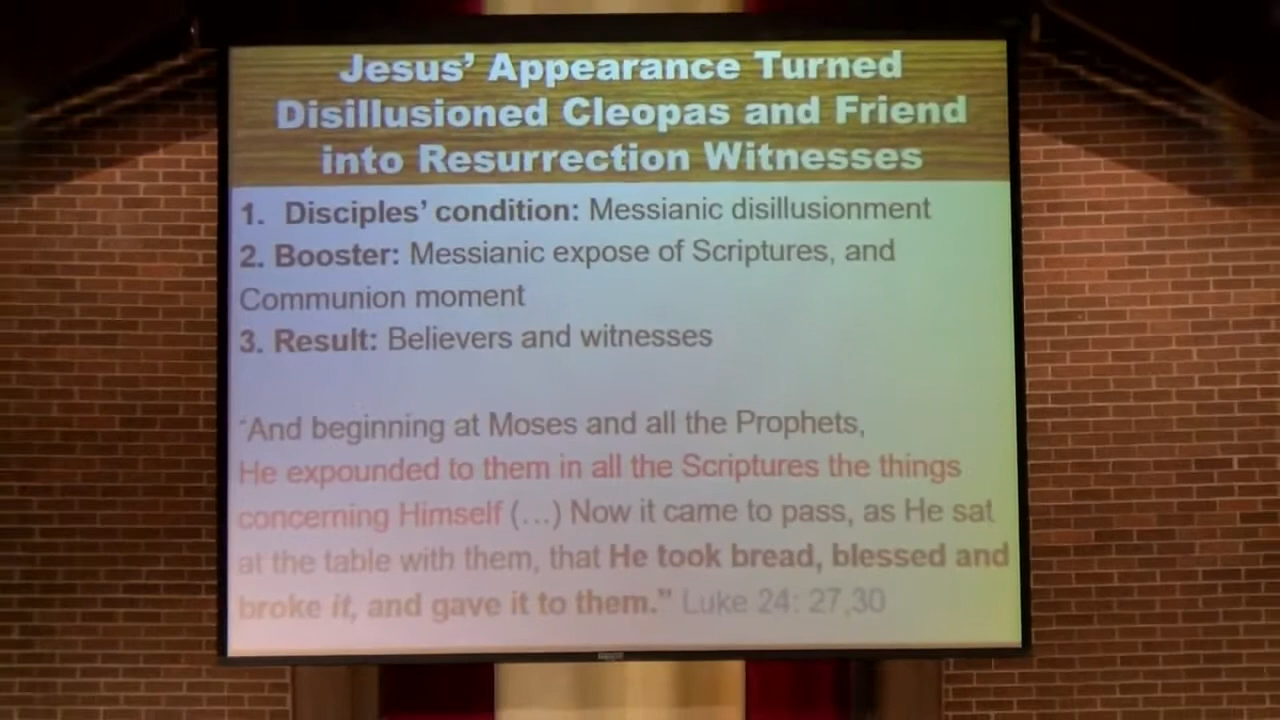 Jesus’ Appearance Turned
Disillusioned Cleopas and Friend
into Resurrection Witnesses
1. Disciples’ condition: Messianic disillusionment
2. Booster: Messianic expose of Scriptures, and
Communion moment
3. Result: Believers and witnesses
“And beginning at Moses and all the Prophets,
He expounded to them in all the Scriptures the things
concerning Himself (…) Now it came to pass, as He sat
at the table with them, that He took bread, blessed and
broke it, and gave it to them.” Luke 24: 27,30